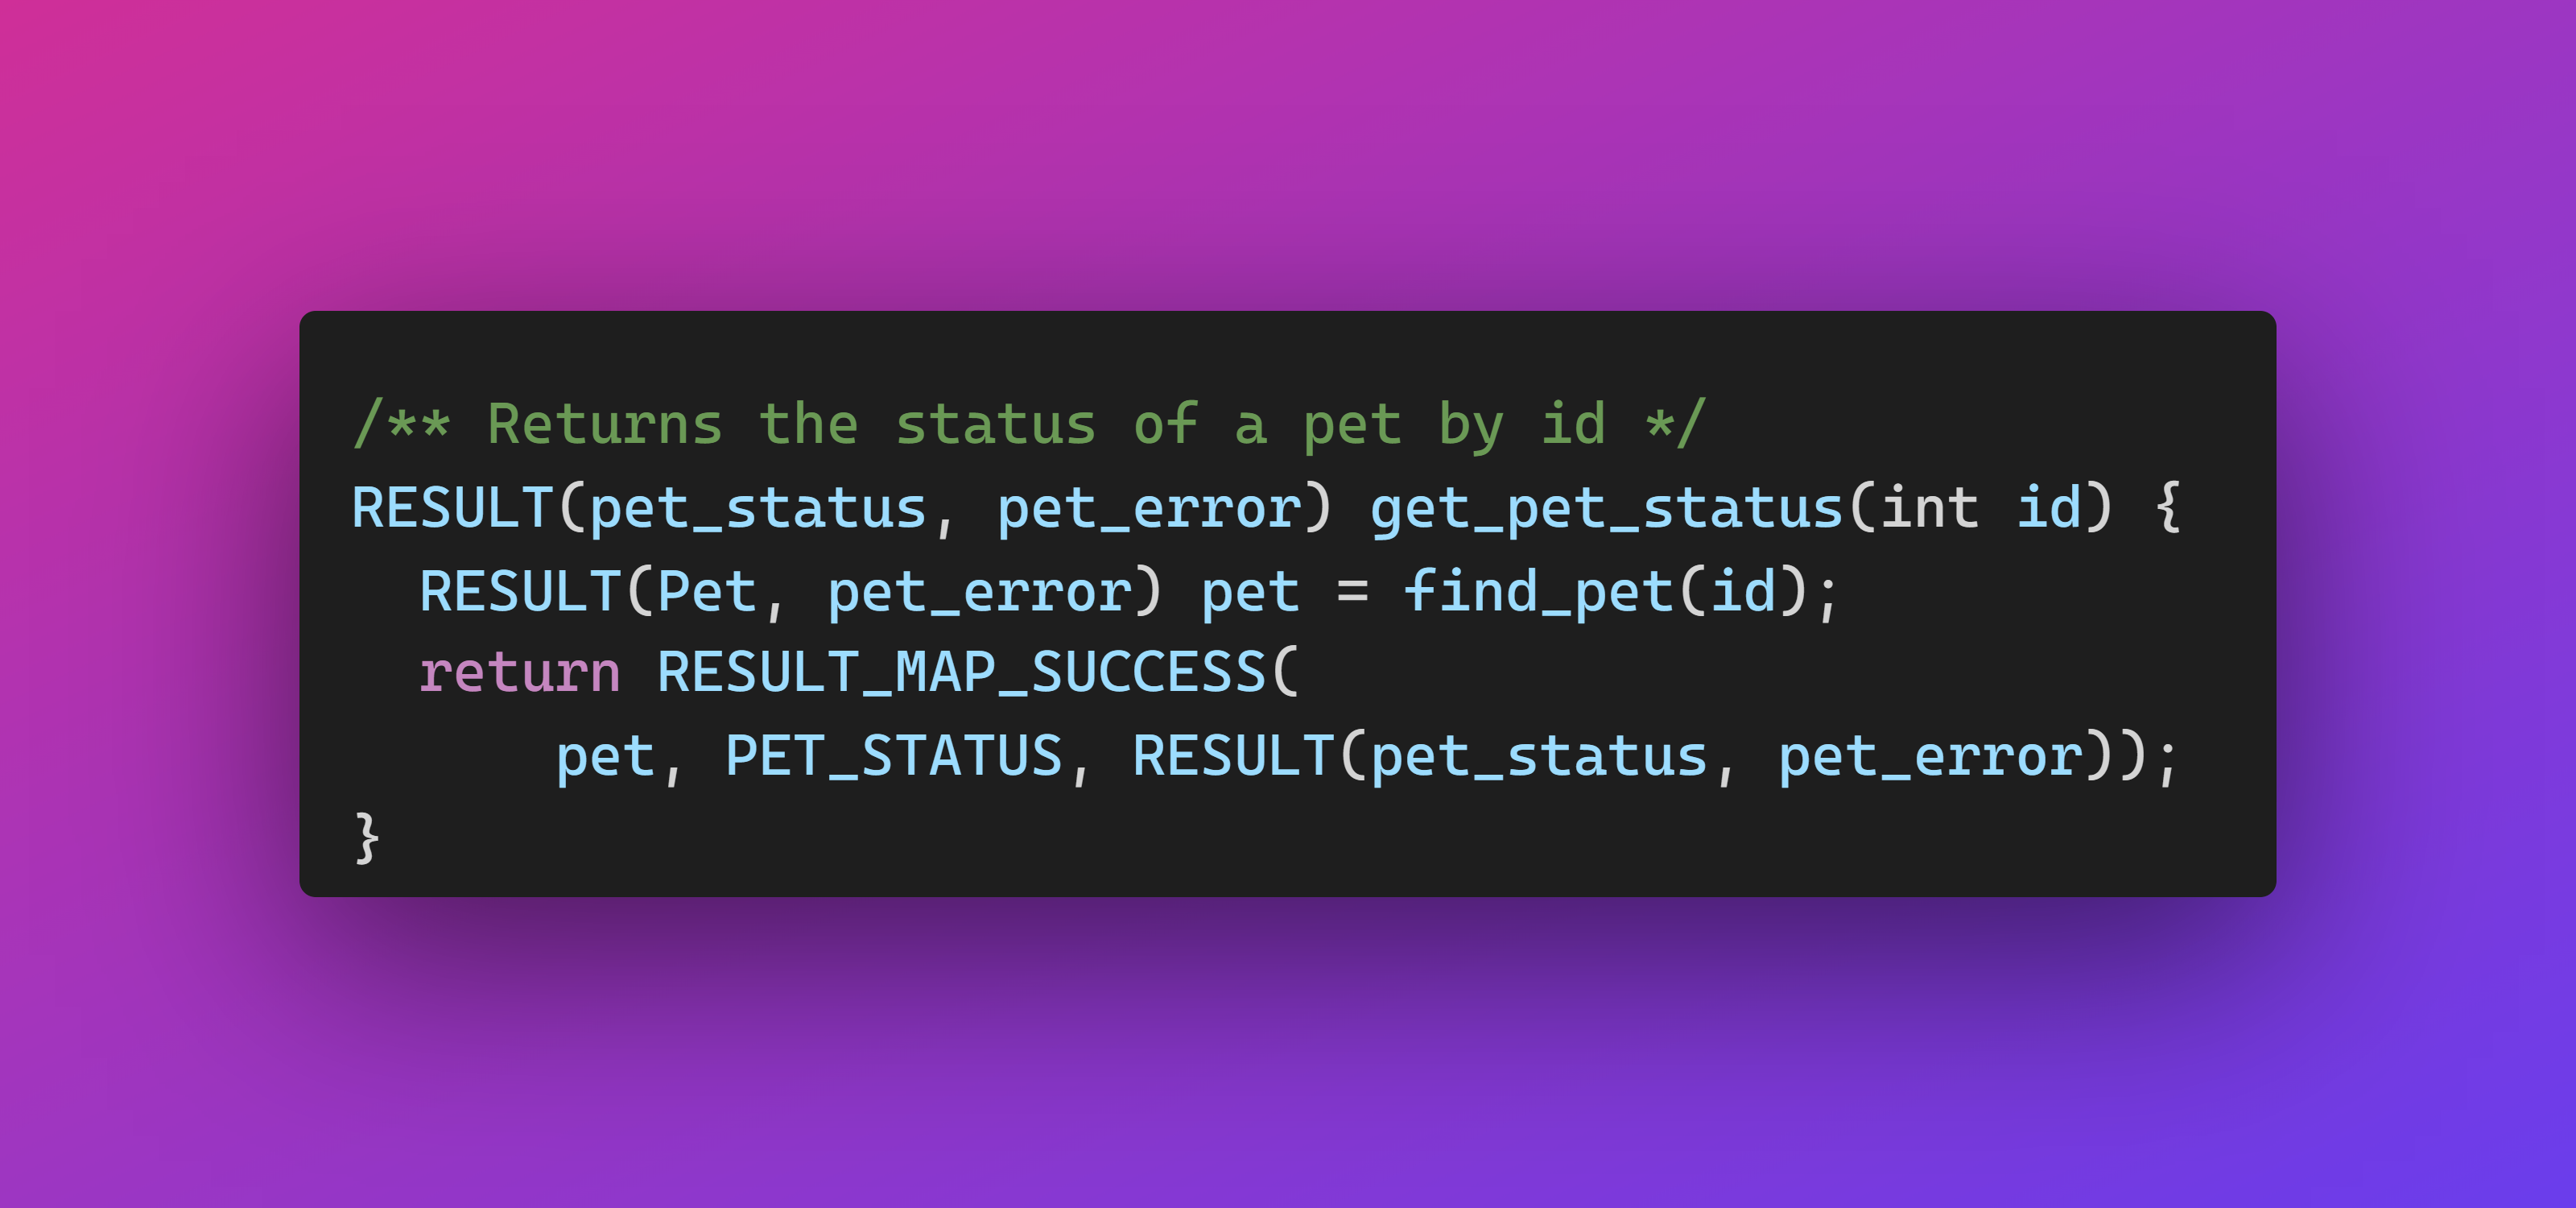 /** Returns the status of a pet by id */
RESULT(pet_status, pet_error) get_pet_status(int id) {
  RESULT(Pet, pet_error) pet = find_pet(id);
  return RESULT_MAP_SUCCESS(
      pet, PET_STATUS, RESULT(pet_status, pet_error));
}